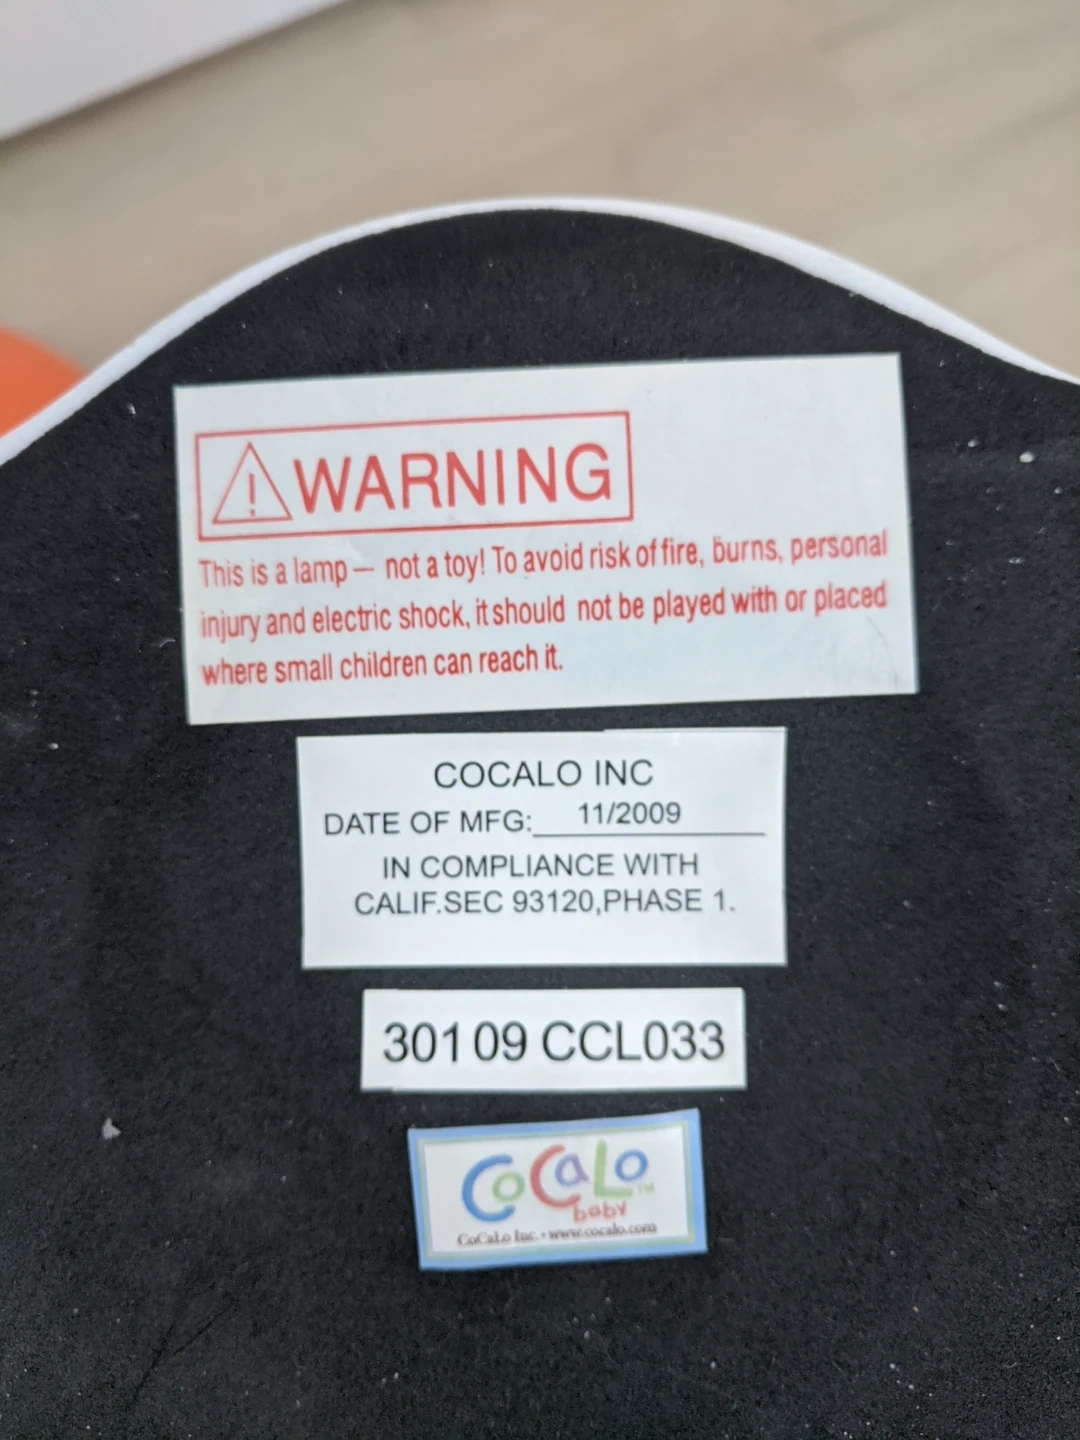 WARNING
This is a lamp — not a toy! To avoid risk of fire, burns, personal
injury and electric shock, it should not be played with or placed
where small children can reach it.
COCALO INC
DATE OF MFG: 11/2009
IN COMPLIANCE WITH
CALIF.SEC 93120,PHASE 1.
30109 CCL033
CoCaLo™
baby
CoCaLo Inc. • www.cocalo.com